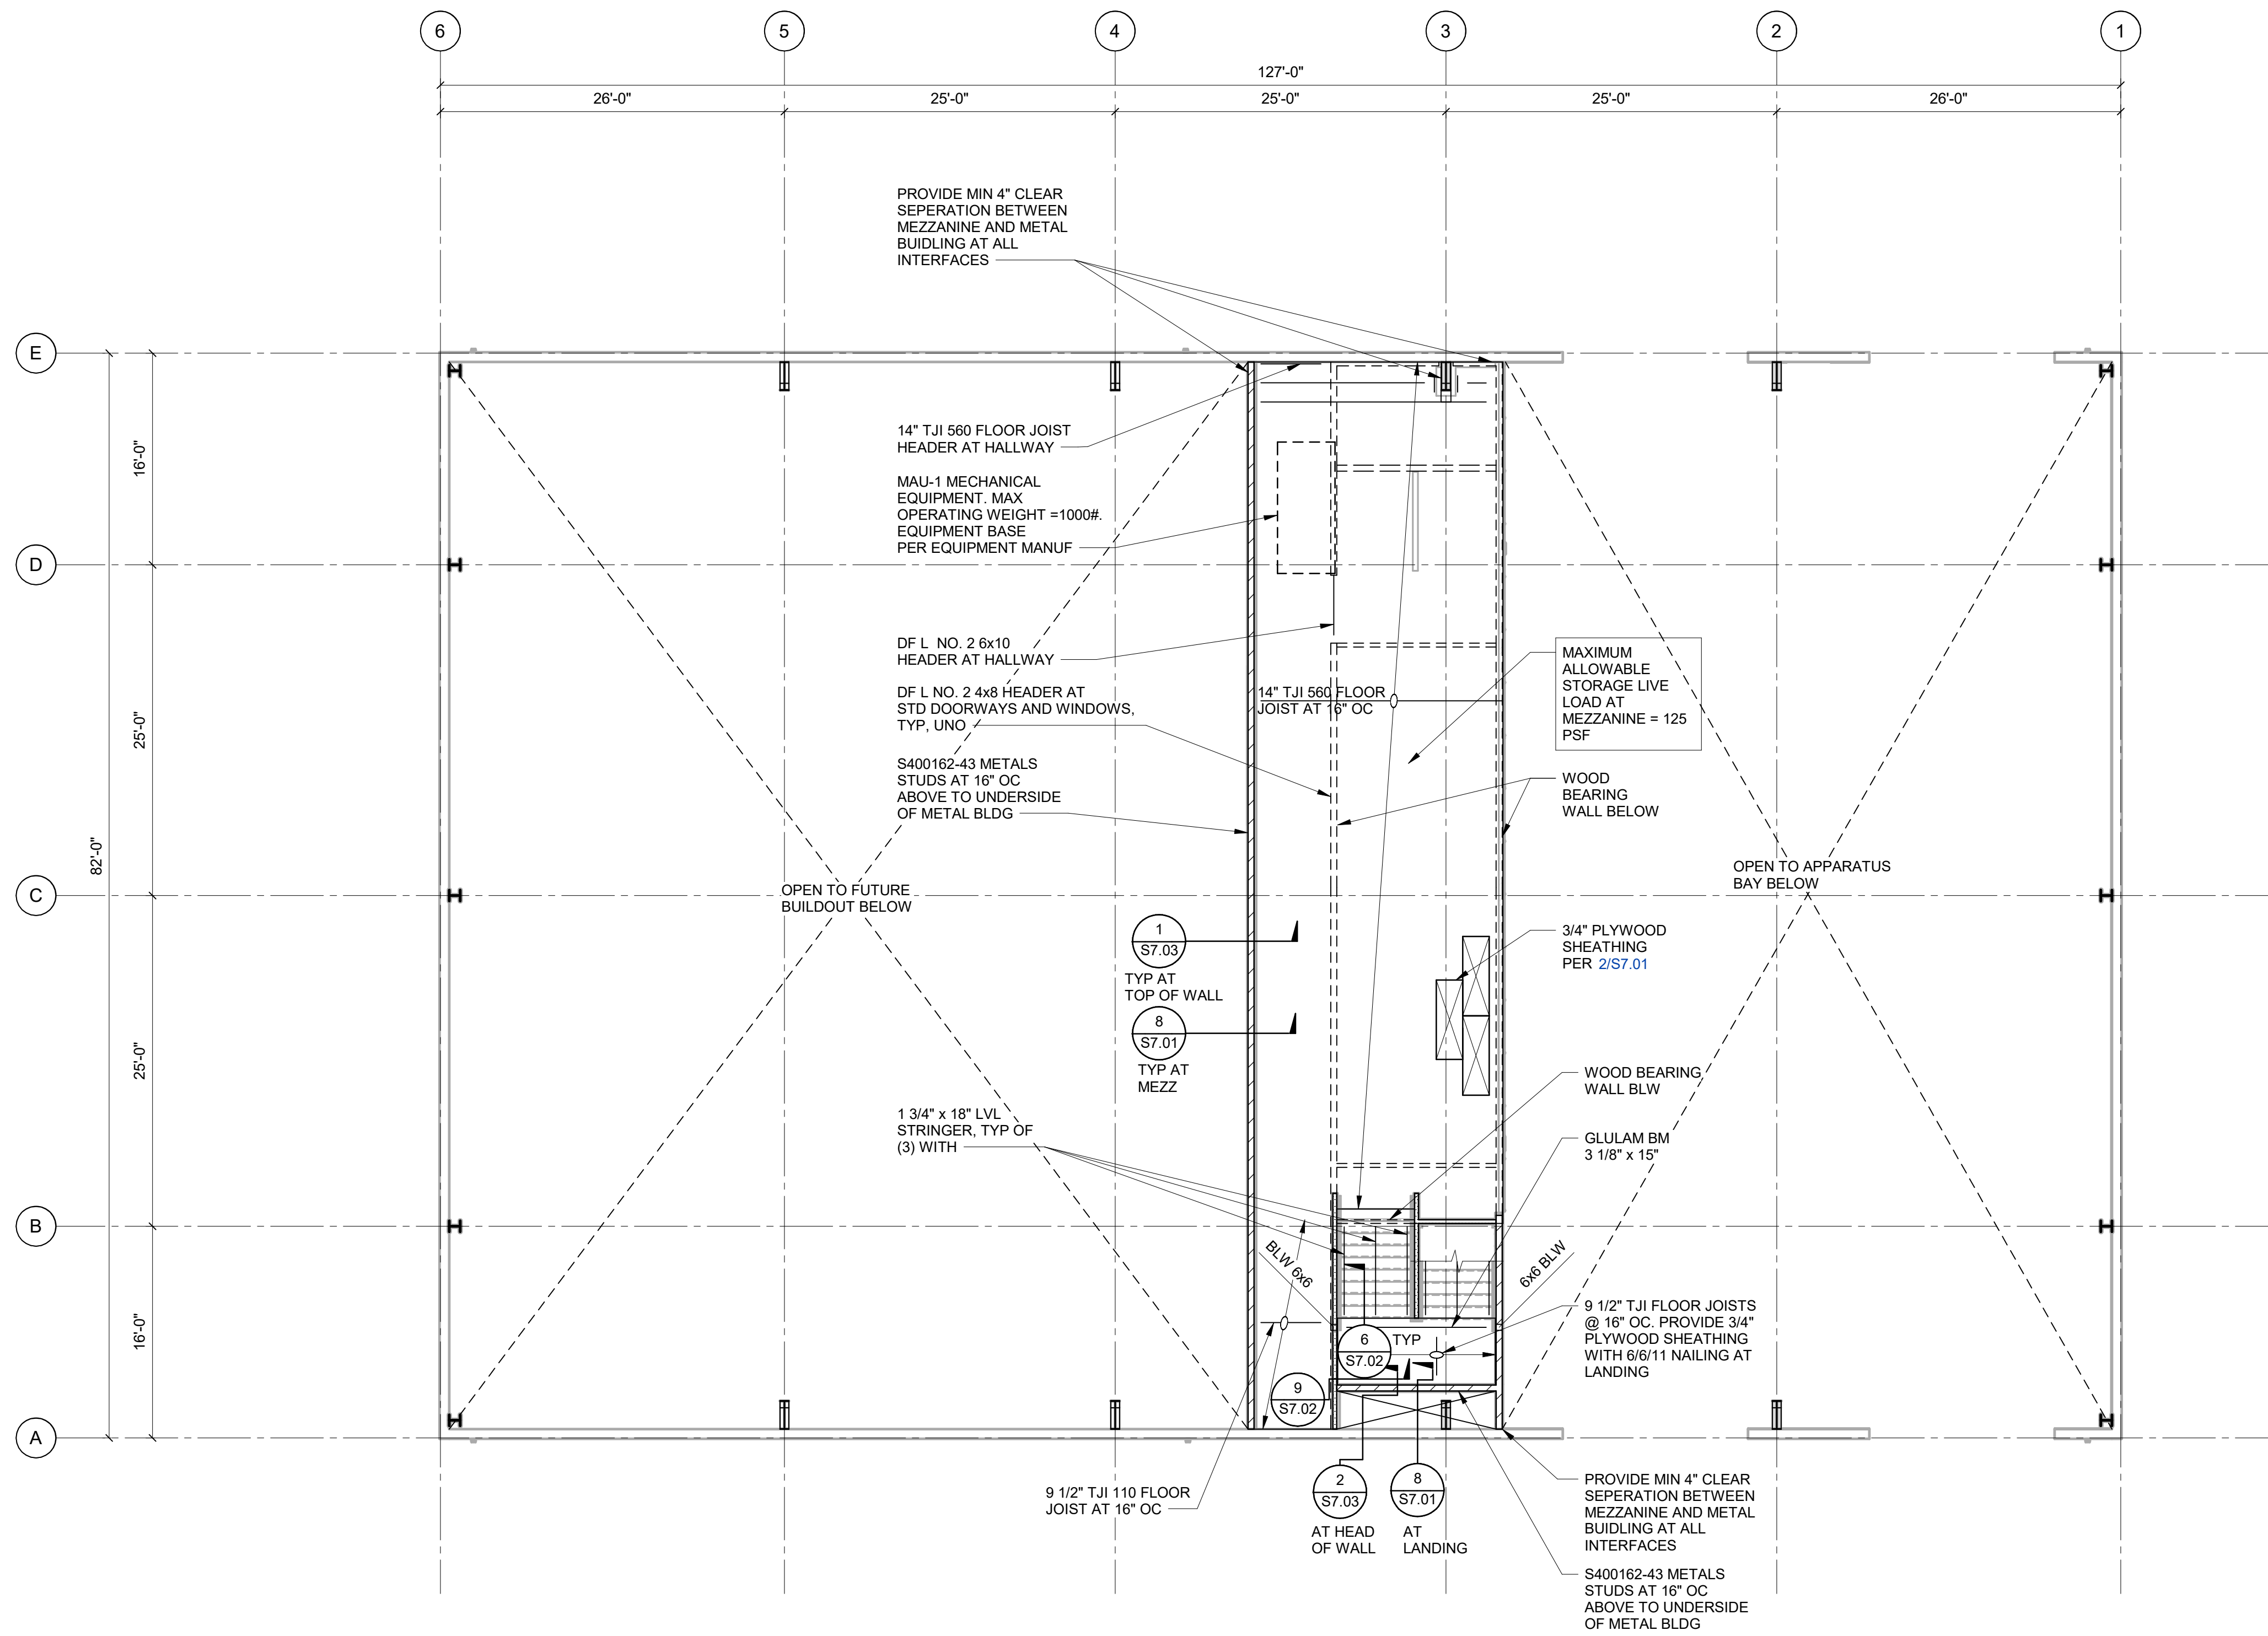 6
5
4
3
2
1
127'-0"
26'-0"
25'-0"
25'-0"
25'-0"
26'-0"
PROVIDE MIN 4" CLEAR
SEPERATION BETWEEN
MEZZANINE AND METAL
BUIDLING AT ALL
INTERFACES
E
D
C
B
A
82'-0"
16'-0"
25'-0"
25'-0"
16'-0"
14" TJI 560 FLOOR JOIST
HEADER AT HALLWAY
MAU-1 MECHANICAL
EQUIPMENT. MAX
OPERATING WEIGHT =1000#.
EQUIPMENT BASE
PER EQUIPMENT MANUF
DF L NO. 2 6x10
HEADER AT HALLWAY
DF L NO. 2 4x8 HEADER AT
STD DOORWAYS AND WINDOWS,
TYP, UNO
S400162-43 METALS
STUDS AT 16" OC
ABOVE TO UNDERSIDE
OF METAL BLDG
14" TJI 560 FLOOR
JOIST AT 16" OC
MAXIMUM
ALLOWABLE
STORAGE LIVE
LOAD AT
MEZZANINE = 125
PSF
WOOD
BEARING
WALL BELOW
OPEN TO FUTURE
BUILDOUT BELOW
OPEN TO APPARATUS
BAY BELOW
1
S7.03
TYP AT
TOP OF WALL
8
S7.01
TYP AT
MEZZ
3/4" PLYWOOD
SHEATHING
PER 2/S7.01
1 3/4" x 18" LVL
STRINGER, TYP OF
(3) WITH
WOOD BEARING
WALL BLW
GLULAM BM
3 1/8" x 15"
BLW 6x6
6x6 BLW
9 1/2" TJI FLOOR JOISTS
@ 16" OC. PROVIDE 3/4"
PLYWOOD SHEATHING
WITH 6/6/11 NAILING AT
LANDING
6
S7.02
TYP
9
S7.02
9 1/2" TJI 110 FLOOR
JOIST AT 16" OC
2
S7.03
AT HEAD
OF WALL
8
S7.01
AT
LANDING
PROVIDE MIN 4" CLEAR
SEPERATION BETWEEN
MEZZANINE AND METAL
BUIDLING AT ALL
INTERFACES
S400162-43 METALS
STUDS AT 16" OC
ABOVE TO UNDERSIDE
OF METAL BLDG